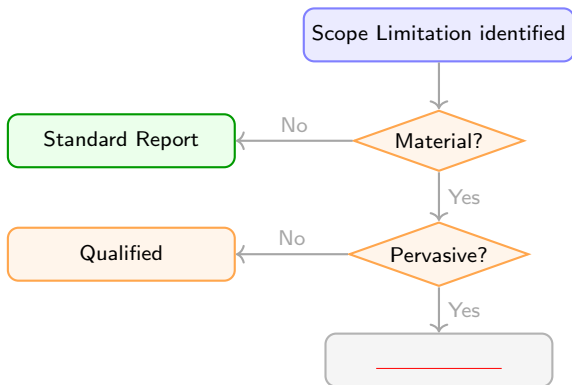 Scope Limitation identified
Material?
No
Standard Report
Yes
Pervasive?
No
Qualified
Yes